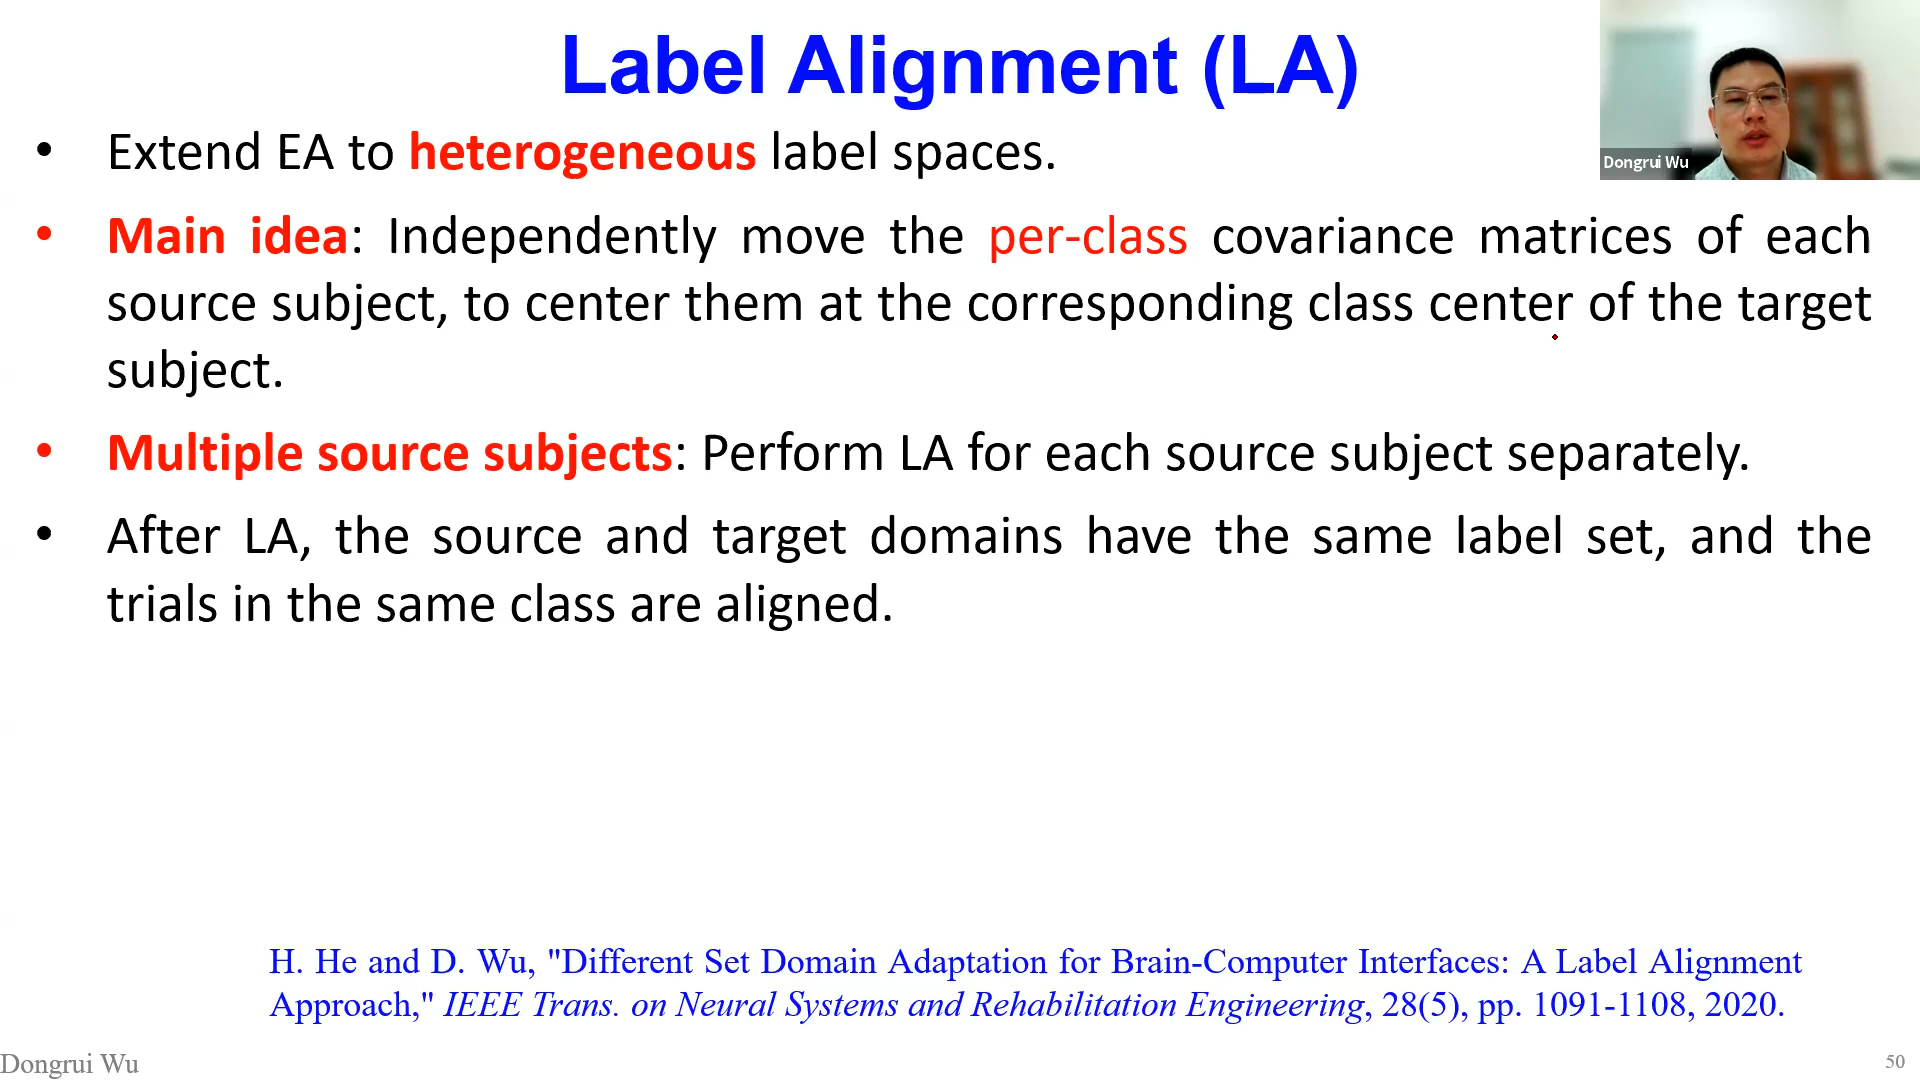 Label Alignment (LA)
Dongrui Wu
• Extend EA to heterogeneous label spaces.
• Main idea: Independently move the per-class covariance matrices of each
source subject, to center them at the corresponding class center of the target
subject.
• Multiple source subjects: Perform LA for each source subject separately.
• After LA, the source and target domains have the same label set, and the
trials in the same class are aligned.
H. He and D. Wu, "Different Set Domain Adaptation for Brain-Computer Interfaces: A Label Alignment
Approach," IEEE Trans. on Neural Systems and Rehabilitation Engineering, 28(5), pp. 1091-1108, 2020.
Dongrui Wu
50